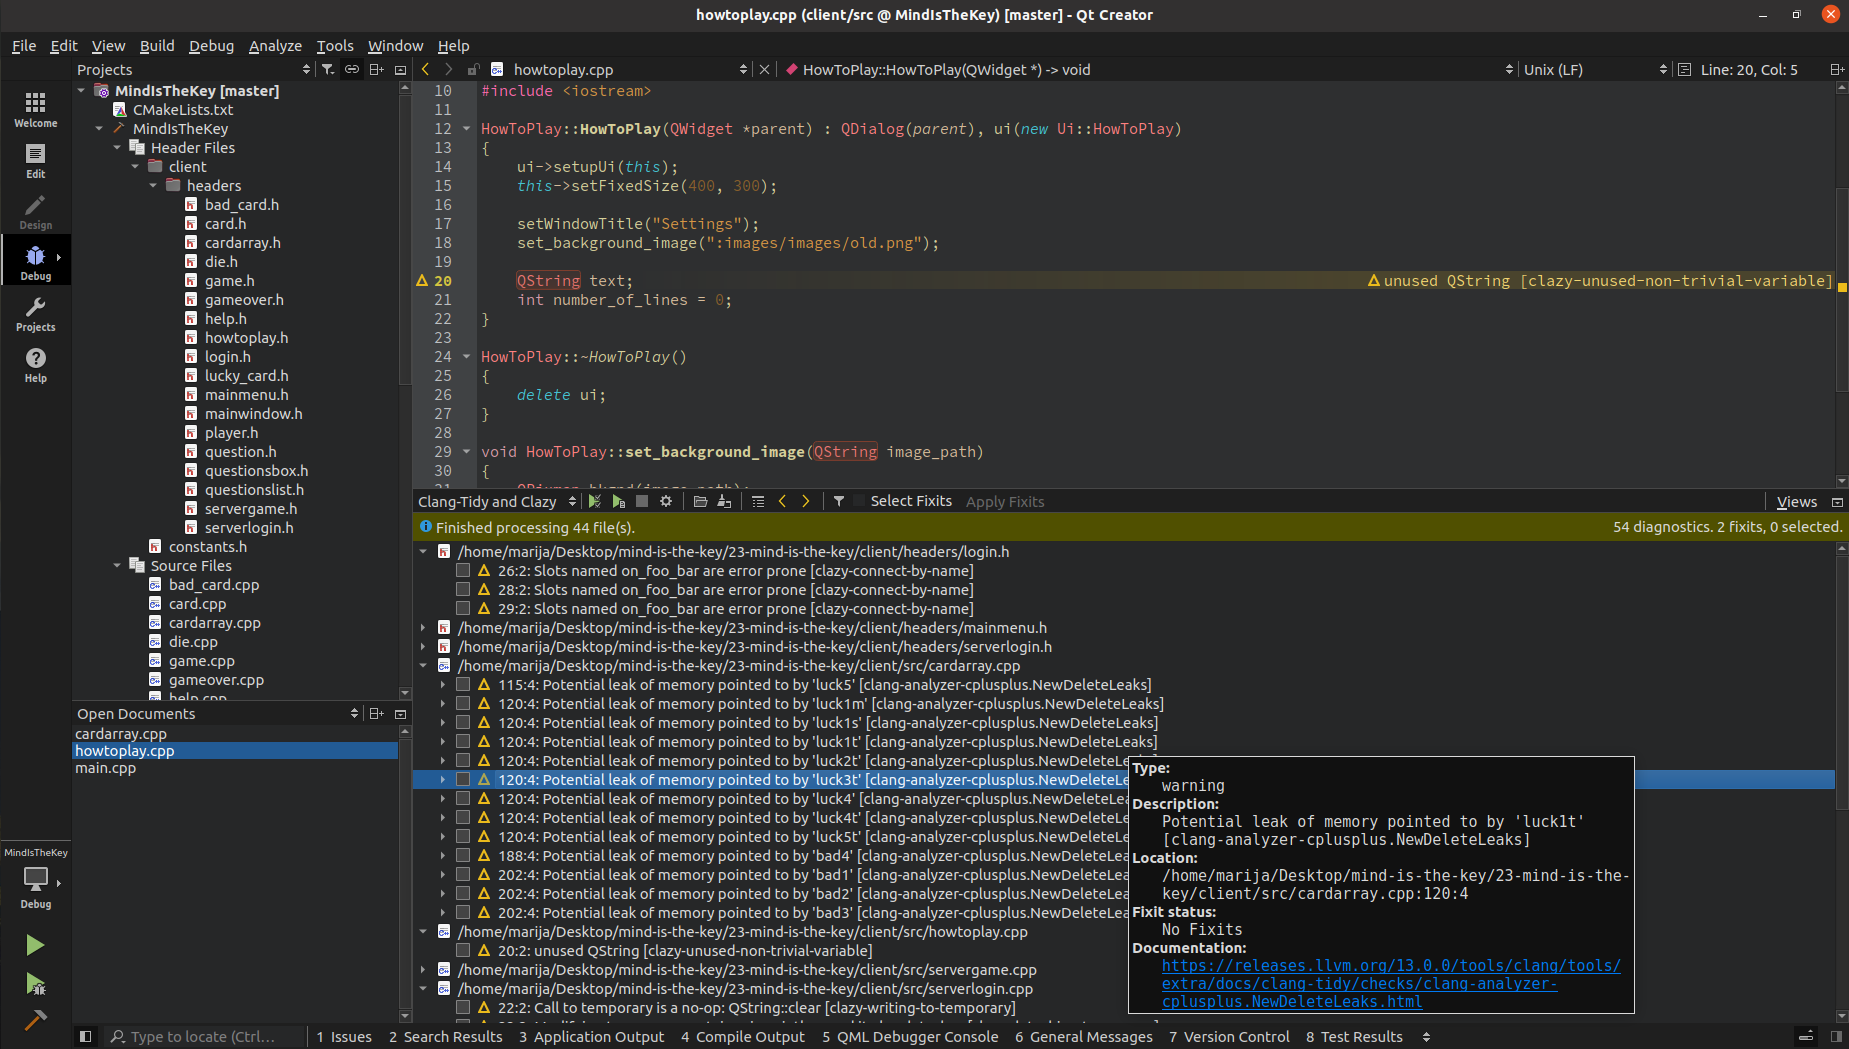 howtoplay.cpp (client/src @ MindIsTheKey) [master] - Qt Creator
File Edit View Build Debug Analyze Tools Window Help
Projects
howtoplay.cpp
HowToPlay::HowToPlay(QWidget *) -> void
Unix (LF)
Line: 20, Col: 5
Welcome
Edit
Design
Debug
Projects
Help
MindIsTheKey
Debug
MindIsTheKey [master]
CMakeLists.txt
MindIsTheKey
Header Files
client
headers
bad_card.h
card.h
cardarray.h
die.h
game.h
gameover.h
help.h
howtoplay.h
login.h
lucky_card.h
mainmenu.h
mainwindow.h
player.h
question.h
questionsbox.h
questionslist.h
servergame.h
serverlogin.h
constants.h
Source Files
bad_card.cpp
card.cpp
cardarray.cpp
die.cpp
game.cpp
gameover.cpp
help.cpp
Open Documents
cardarray.cpp
howtoplay.cpp
main.cpp
10 #include <iostream>
11
12 HowToPlay::HowToPlay(QWidget *parent) : QDialog(parent), ui(new Ui::HowToPlay)
13 {
14 ui->setupUi(this);
15 this->setFixedSize(400, 300);
16
17 setWindowTitle("Settings");
18 set_background_image(":images/images/old.png");
19
20 QString text; unused QString [clazy-unused-non-trivial-variable]
21 int number_of_lines = 0;
22 }
23
24 HowToPlay::~HowToPlay()
25 {
26 delete ui;
27 }
28
29 void HowToPlay::set_background_image(QString image_path)
30 {
Clang-Tidy and Clazy Select Fixits Apply Fixits Views
Finished processing 44 file(s). 54 diagnostics. 2 fixits, 0 selected.
/home/marija/Desktop/mind-is-the-key/23-mind-is-the-key/client/headers/login.h
26:2: Slots named on_foo_bar are error prone [clazy-connect-by-name]
28:2: Slots named on_foo_bar are error prone [clazy-connect-by-name]
29:2: Slots named on_foo_bar are error prone [clazy-connect-by-name]
/home/marija/Desktop/mind-is-the-key/23-mind-is-the-key/client/headers/mainmenu.h
/home/marija/Desktop/mind-is-the-key/23-mind-is-the-key/client/headers/serverlogin.h
/home/marija/Desktop/mind-is-the-key/23-mind-is-the-key/client/src/cardarray.cpp
115:4: Potential leak of memory pointed to by 'luck5' [clang-analyzer-cplusplus.NewDeleteLeaks]
120:4: Potential leak of memory pointed to by 'luck1m' [clang-analyzer-cplusplus.NewDeleteLeaks]
120:4: Potential leak of memory pointed to by 'luck1s' [clang-analyzer-cplusplus.NewDeleteLeaks]
120:4: Potential leak of memory pointed to by 'luck1t' [clang-analyzer-cplusplus.NewDeleteLeaks]
120:4: Potential leak of memory pointed to by 'luck2t' [clang-analyzer-cplusplus.NewDeleteLea
120:4: Potential leak of memory pointed to by 'luck3t' [clang-analyzer-cplusplus.NewDeleteLe
120:4: Potential leak of memory pointed to by 'luck4' [clang-analyzer-cplusplus.NewDeleteLea
120:4: Potential leak of memory pointed to by 'luck4t' [clang-analyzer-cplusplus.NewDeleteLe
120:4: Potential leak of memory pointed to by 'luck5t' [clang-analyzer-cplusplus.NewDeleteLe
188:4: Potential leak of memory pointed to by 'bad4' [clang-analyzer-cplusplus.NewDeleteLea
202:4: Potential leak of memory pointed to by 'bad1' [clang-analyzer-cplusplus.NewDeleteLea
202:4: Potential leak of memory pointed to by 'bad2' [clang-analyzer-cplusplus.NewDeleteLea
202:4: Potential leak of memory pointed to by 'bad3' [clang-analyzer-cplusplus.NewDeleteLea
/home/marija/Desktop/mind-is-the-key/23-mind-is-the-key/client/src/howtoplay.cpp
20:2: unused QString [clazy-unused-non-trivial-variable]
/home/marija/Desktop/mind-is-the-key/23-mind-is-the-key/client/src/servergame.cpp
/home/marija/Desktop/mind-is-the-key/23-mind-is-the-key/client/src/serverlogin.cpp
22:2: Call to temporary is a no-op: QString::clear [clazy-writing-to-temporary]
Type:
warning
Description:
Potential leak of memory pointed to by 'luck1t'
[clang-analyzer-cplusplus.NewDeleteLeaks]
Location:
/home/marija/Desktop/mind-is-the-key/23-mind-is-the-
key/client/src/cardarray.cpp:120:4
Fixit status:
No Fixits
Documentation:
https://releases.llvm.org/13.0.0/tools/clang/tools/
extra/docs/clang-tidy/checks/clang-analyzer-
cplusplus.NewDeleteLeaks.html
Type to locate (Ctrl... 1 Issues 2 Search Results 3 Application Output 4 Compile Output 5 QML Debugger Console 6 General Messages 7 Version Control 8 Test Results